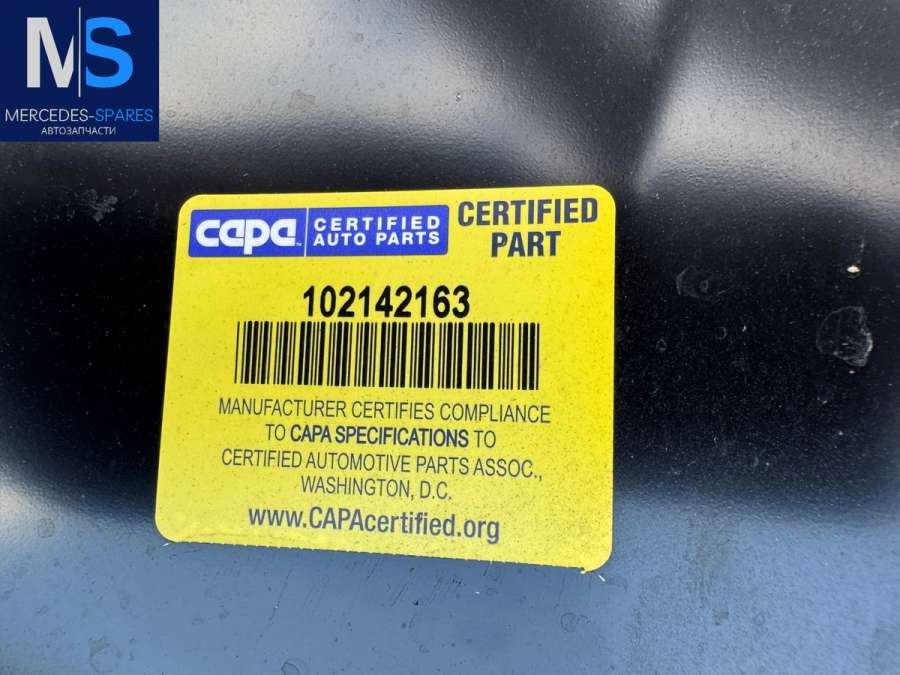 MS
MERCEDES-SPARES
АВТОЗАПЧАСТИ
capa™ CERTIFIED AUTO PARTS
CERTIFIED PART
102142163
MANUFACTURER CERTIFIES COMPLIANCE
TO CAPA SPECIFICATIONS TO
CERTIFIED AUTOMOTIVE PARTS ASSOC.,
WASHINGTON, D.C.
www.CAPAcertified.org